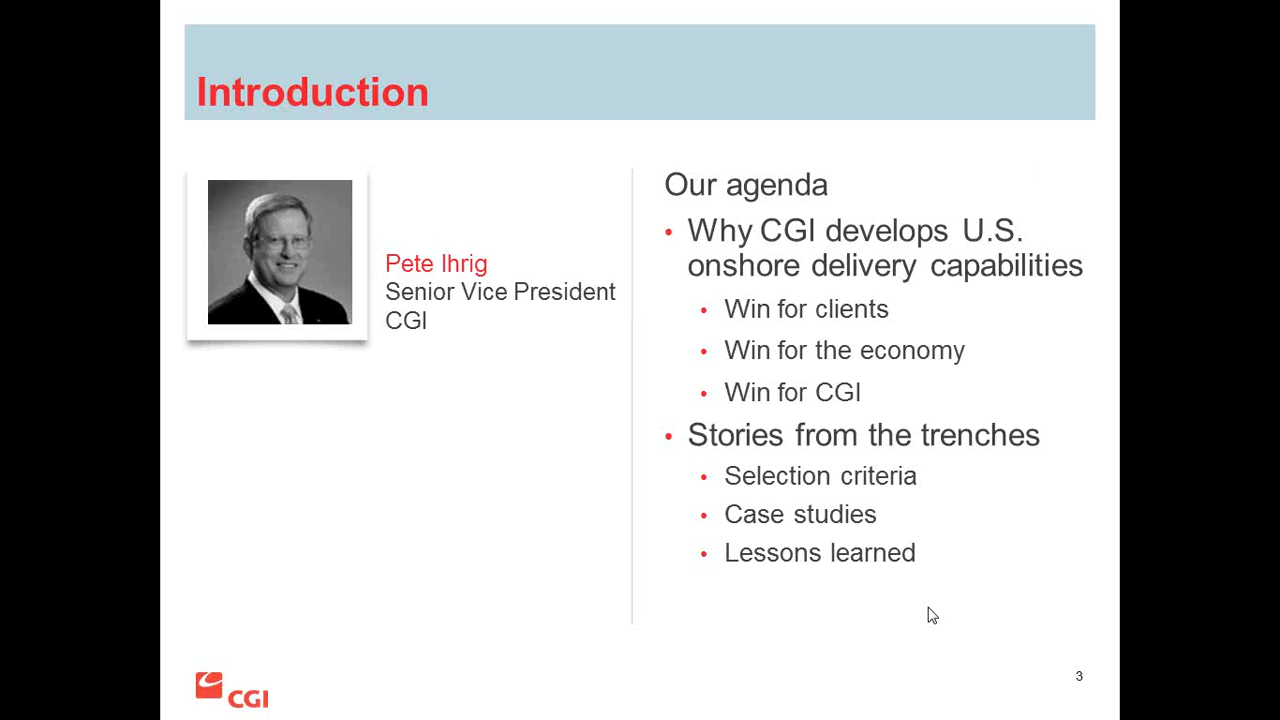 Introduction
Pete Ihrig
Senior Vice President
CGI
Our agenda
• Why CGI develops U.S.
onshore delivery capabilities
• Win for clients
• Win for the economy
• Win for CGI
• Stories from the trenches
• Selection criteria
• Case studies
• Lessons learned
CGI
3